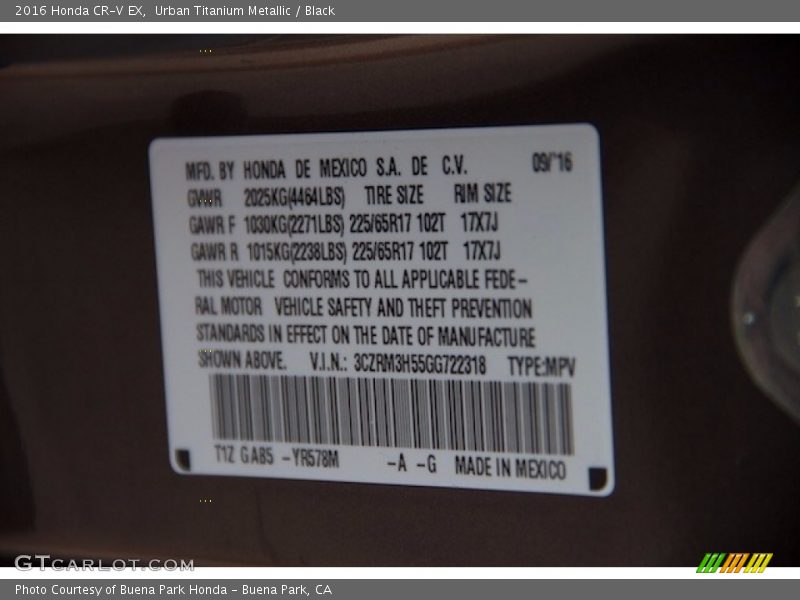 2016 Honda CR-V EX, Urban Titanium Metallic / Black
MFD. BY HONDA DE MEXICO S.A. DE C.V. 09/'16
GVWR 2025KG(4464LBS) TIRE SIZE RIM SIZE
GAWR F 1030KG(2271LBS) 225/65R17 102T 17X7J
GAWR R 1015KG(2238LBS) 225/65R17 102T 17X7J
THIS VEHICLE CONFORMS TO ALL APPLICABLE FEDE-
RAL MOTOR VEHICLE SAFETY AND THEFT PREVENTION
STANDARDS IN EFFECT ON THE DATE OF MANUFACTURE
SHOWN ABOVE. V.I.N.: 3CZRM3H55GG722318 TYPE:MPV
T1Z GAB5 -YR578M -A -G MADE IN MEXICO
GTCARLOT.COM
Photo Courtesy of Buena Park Honda - Buena Park, CA